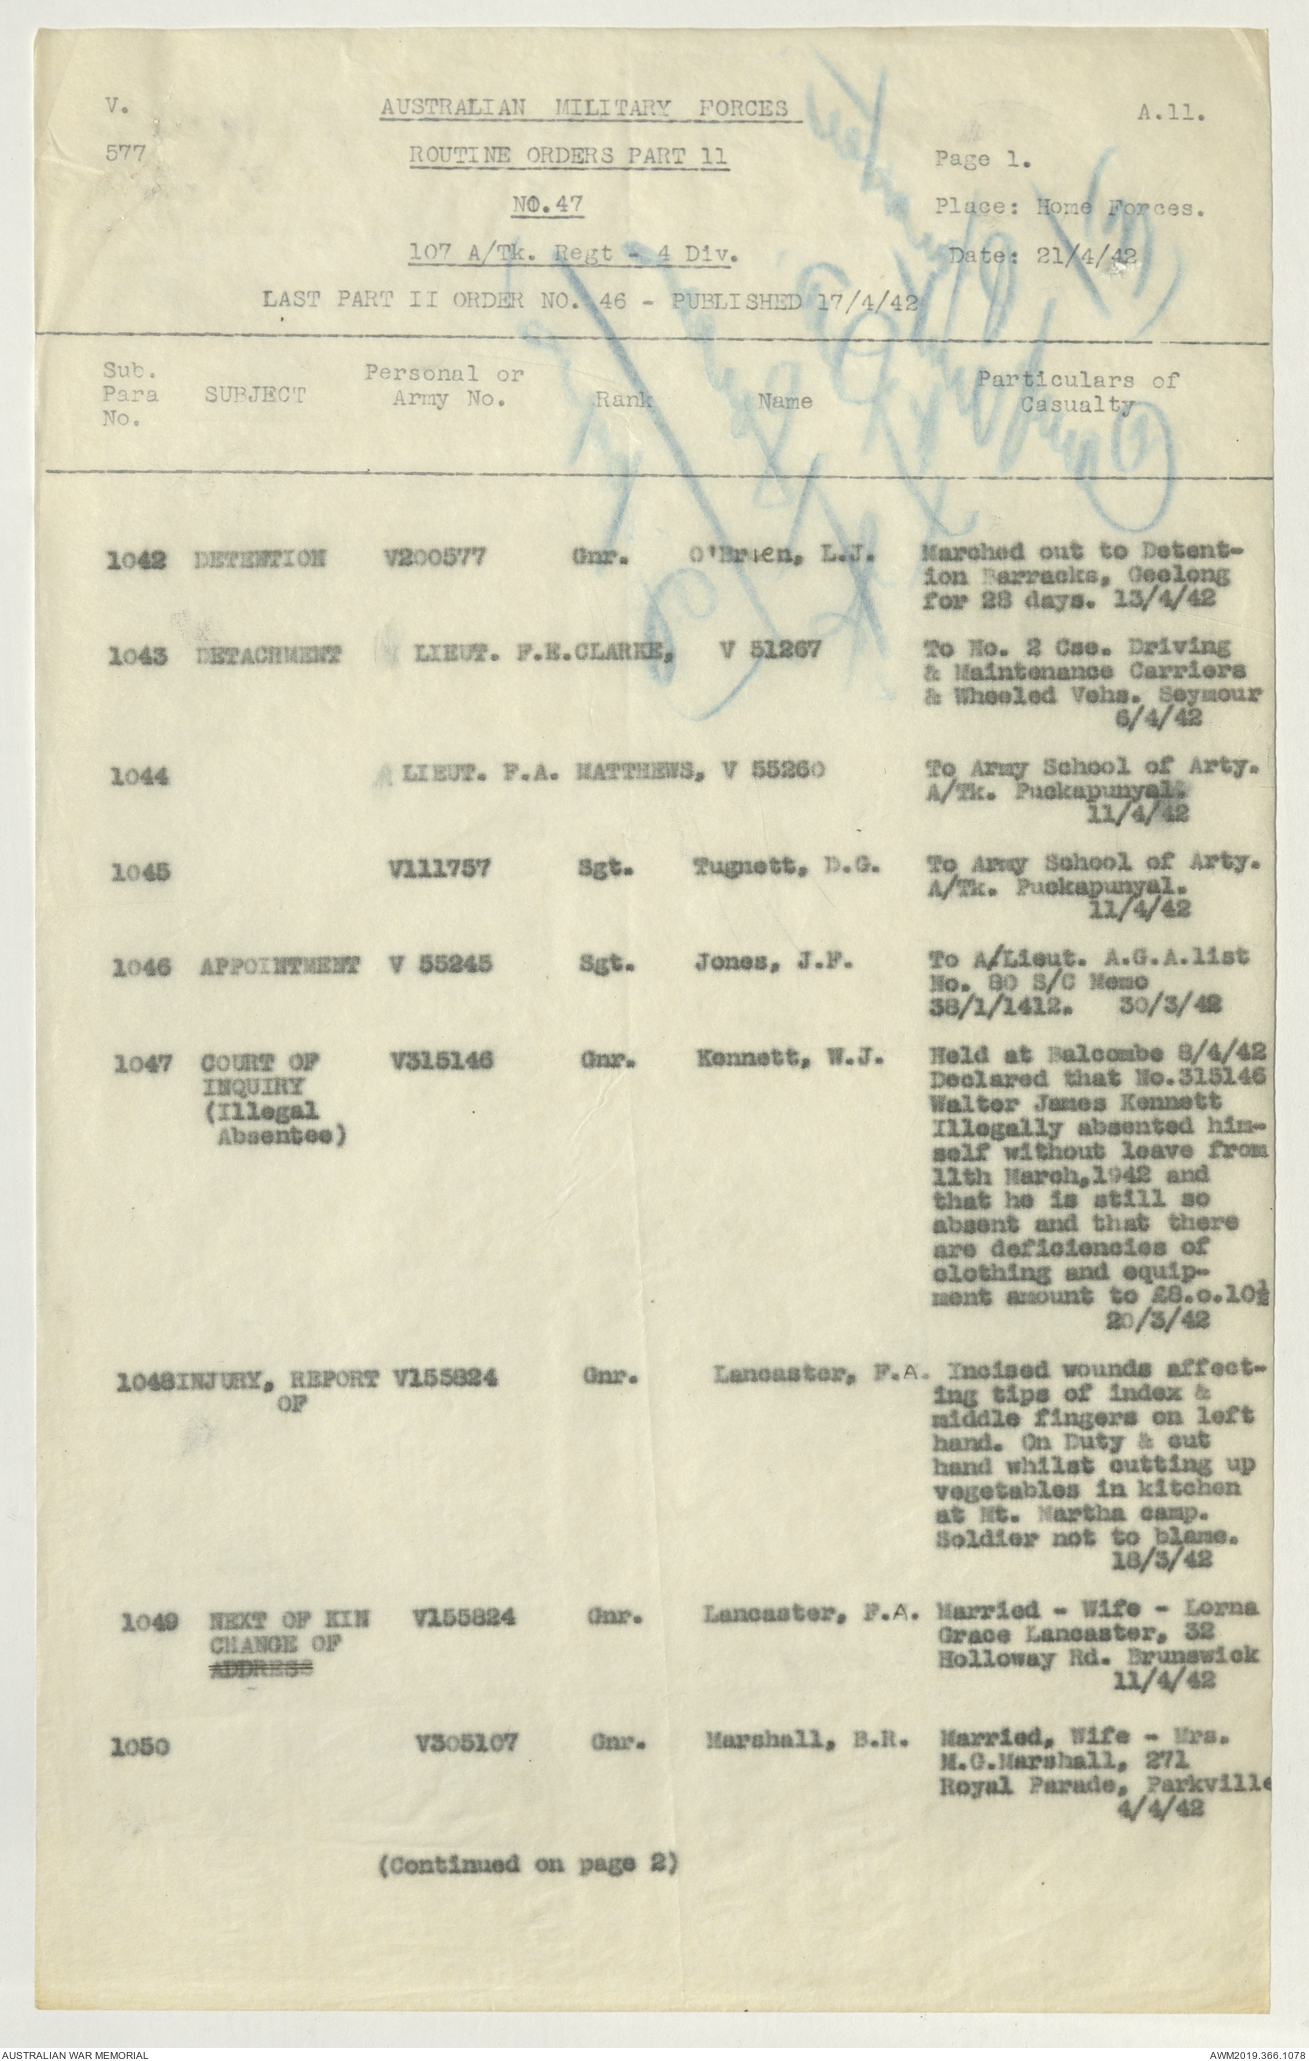 V. AUSTRALIAN MILITARY FORCES A.11.
577 ROUTINE ORDERS PART 11 Page 1.
NO.47 Place: Home Forces.
107 A/Tk. Regt - 4 Div. Date: 21/4/42
LAST PART II ORDER NO. 46 - PUBLISHED 17/4/42
Sub. Para No. SUBJECT Personal or Army No. Rank Name Particulars of Casualty
1042 DETENTION V200577 Gnr. O'Brien, L.J. Marched out to Detent-
ion Barracks, Geelong
for 28 days. 13/4/42
1043 DETACHMENT LIEUT. F.E.CLARKE, V 51267 To No. 2 Cse. Driving
& Maintenance Carriers
& Wheeled Vehs. Seymour
6/4/42
1044 LIEUT. F.A. MATTHEWS, V 55260 To Army School of Arty.
A/Tk. Puckapunyal.
11/4/42
1045 V111757 Sgt. Tugnett, D.G. To Army School of Arty.
A/Tk. Puckapunyal.
11/4/42
1046 APPOINTMENT V 55245 Sgt. Jones, J.F. To A/Lieut. A.G.A.list
No. 80 S/C Memo
38/1/1412. 30/3/42
1047 COURT OF V315146 Gnr. Kennett, W.J. Held at Balcombe 8/4/42
INQUIRY Declared that No.315146
(Illegal Walter James Kennett
Absentee) Illegally absented him-
self without leave from
11th March,1942 and
that he is still so
absent and that there
are deficiencies of
clothing and equip-
ment amount to £8.o.10½
20/3/42
1048 INJURY, REPORT V155824 Gnr. Lancaster, F.A. Incised wounds affect-
OF ing tips of index &
middle fingers on left
hand. On Duty & cut
hand whilst cutting up
vegetables in kitchen
at Mt. Martha camp.
Soldier not to blame.
18/3/42
1049 NEXT OF KIN V155824 Gnr. Lancaster, F.A. Married - Wife - Lorna
CHANGE OF Grace Lancaster, 32
ADDRESS Holloway Rd. Brunswick
11/4/42
1050 V305107 Gnr. Marshall, B.R. Married, Wife - Mrs.
M.C.Marshall, 271
Royal Parade, Parkville
4/4/42
(Continued on page 2)
AUSTRALIAN WAR MEMORIAL AWM2019.366.1078